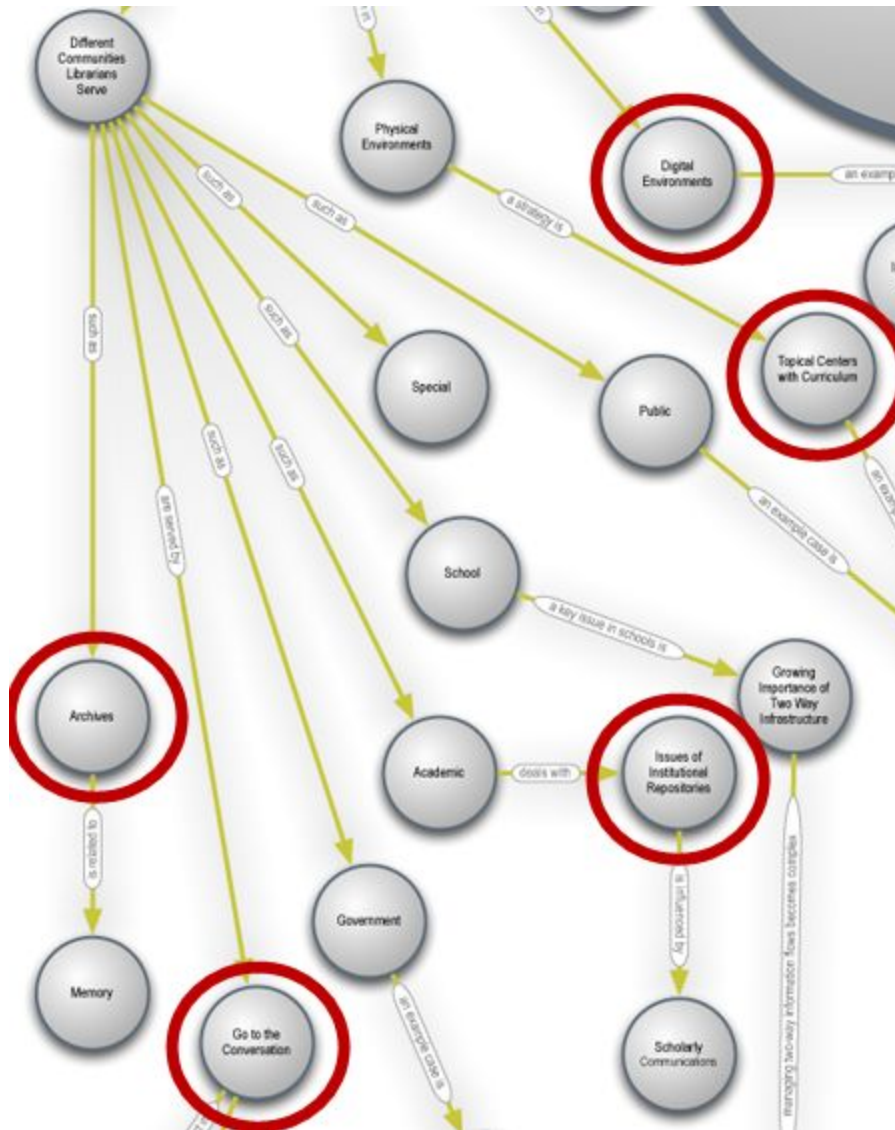 Different
Communities
Librarians
Serve
Physical
Environments
Digital
Environments
an examp
such as
such as
a strategy is
such as
such as
Special
Topical Centers
with Curriculum
Public
such as
such as
are served by
an example case is
School
a key issue in schools is
Growing
Importance of
Two Way
Infrastructure
Archives
Academic
deals with
Issues of
Institutional
Repositories
is related to
is influenced by
managing two-way information flows becomes complex
Government
Memory
Go to the
Conversation
an example case is
Scholarly
Communications